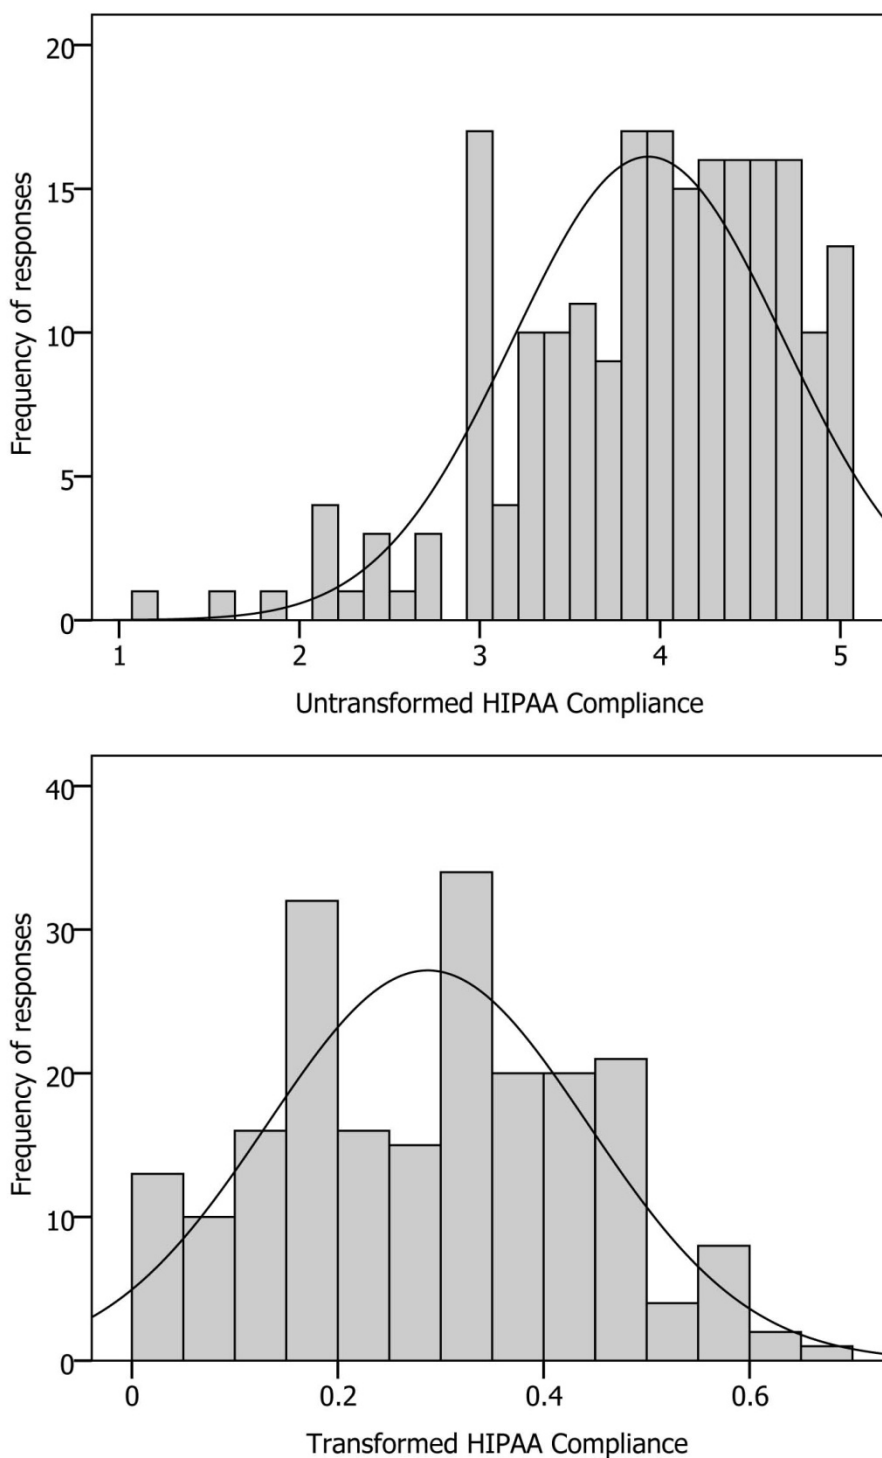 20
15
10
5
0
Frequency of responses
1 2 3 4 5
Untransformed HIPAA Compliance
40
30
20
10
0
Frequency of responses
0 0.2 0.4 0.6
Transformed HIPAA Compliance